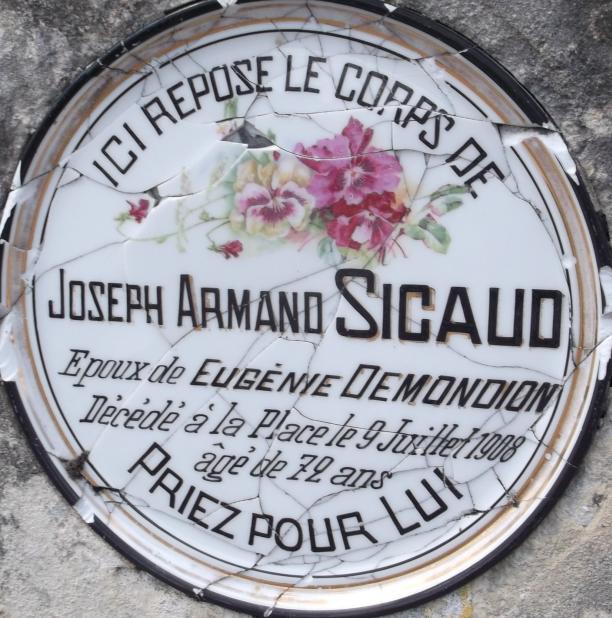 ICI REPOSE LE CORPS DE
JOSEPH ARMAND SICAUD
Epoux de EUGÉNIE DEMONDION
Décédé à la Place le 9 Juillet 1908
âgé de 72 ans
PRIEZ POUR LUI